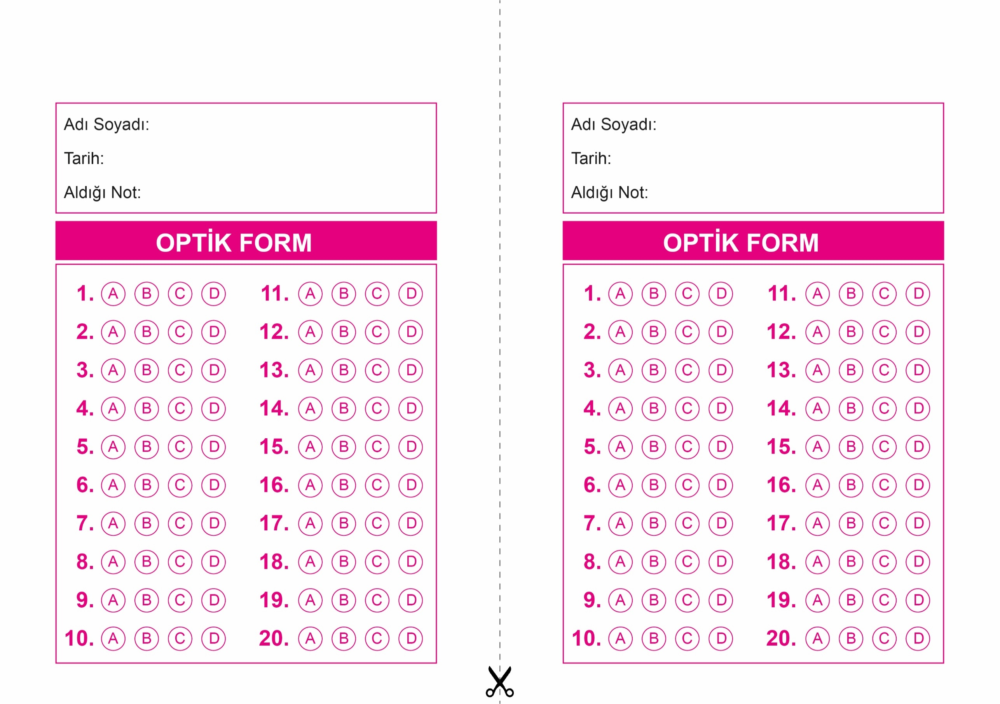 Adı Soyadı:
Tarih:
Aldığı Not:
OPTİK FORM
1. A B C D
2. A B C D
3. A B C D
4. A B C D
5. A B C D
6. A B C D
7. A B C D
8. A B C D
9. A B C D
10. A B C D
11. A B C D
12. A B C D
13. A B C D
14. A B C D
15. A B C D
16. A B C D
17. A B C D
18. A B C D
19. A B C D
20. A B C D
Adı Soyadı:
Tarih:
Aldığı Not:
OPTİK FORM
1. A B C D
2. A B C D
3. A B C D
4. A B C D
5. A B C D
6. A B C D
7. A B C D
8. A B C D
9. A B C D
10. A B C D
11. A B C D
12. A B C D
13. A B C D
14. A B C D
15. A B C D
16. A B C D
17. A B C D
18. A B C D
19. A B C D
20. A B C D